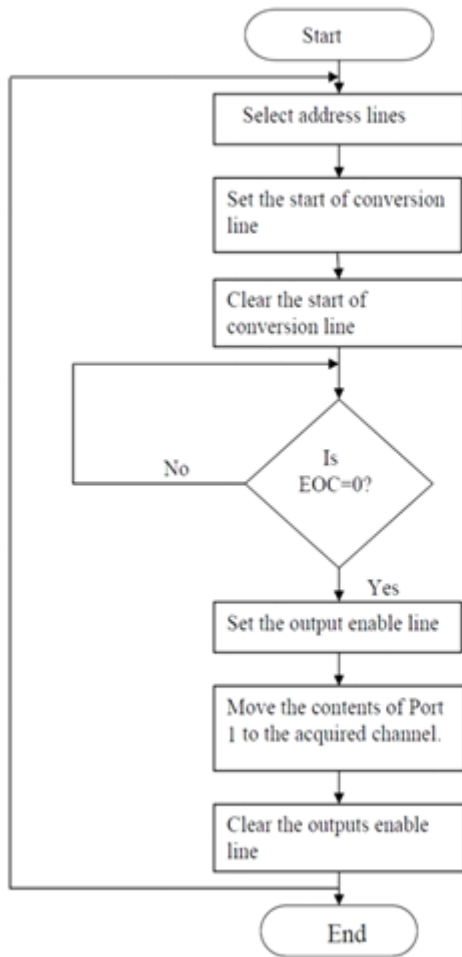 Start
Select address lines
Set the start of conversion
line
Clear the start of
conversion line
Is
EOC=0?
No
Yes
Set the output enable line
Move the contents of Port
1 to the acquired channel.
Clear the outputs enable
line
End